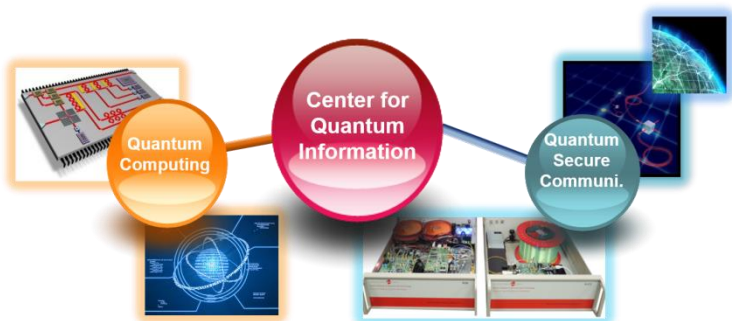 Center for
Quantum
Information
Quantum
Computing
Quantum
Secure
Communi.